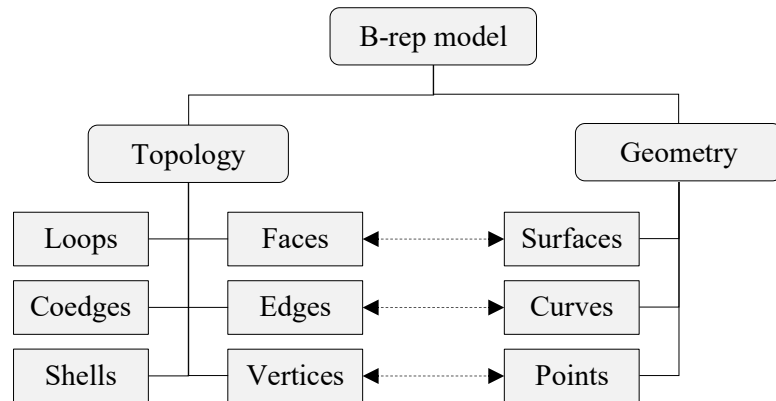 B-rep model
Topology
Geometry
Loops
Faces
Surfaces
Coedges
Edges
Curves
Shells
Vertices
Points